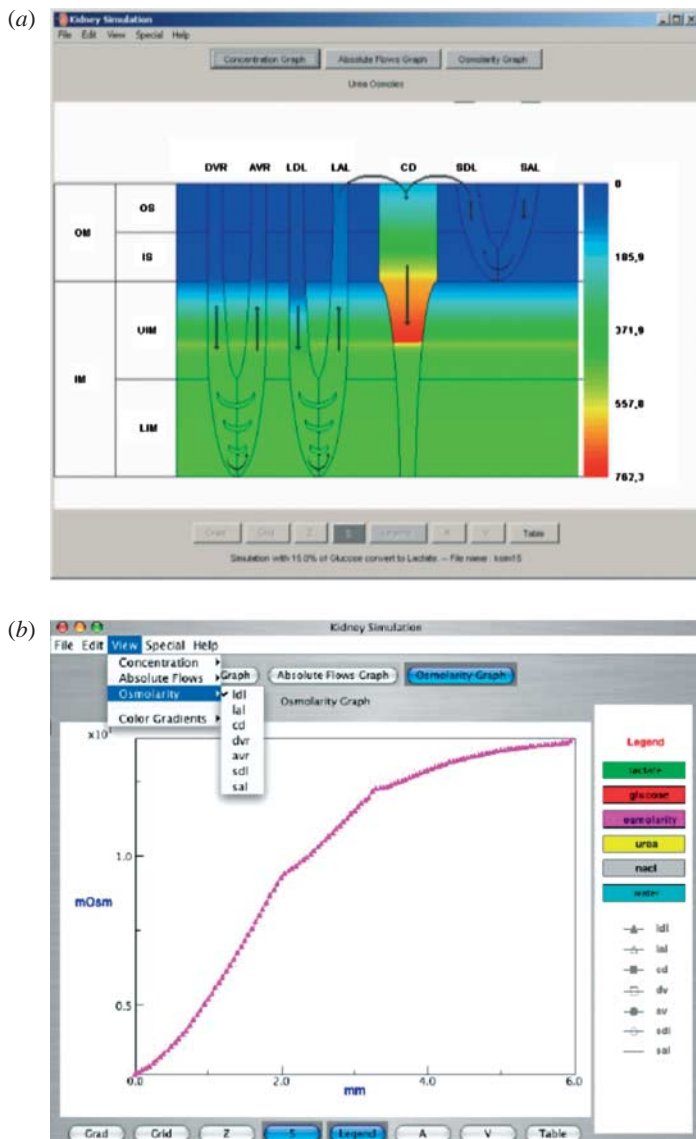 (a)
Kidney Simulation
File Edit View Special Help
Concentration Graph Absolute Flows Graph Osmolarity Graph
Urea Osmoles
DVR AVR LDL LAL CD SDL SAL
OM
OS
IS
IM
UIM
LIM
0
185,9
371,9
557,8
762,3
Grad Grid Z S Legend A V Table
Simulation with 15.0% of Glucose convert to Lactate. -- File name : ksim15
(b)
Kidney Simulation
File Edit View Special Help
Concentration
Absolute Flows
Osmolarity
Color Gradients
Graph Absolute Flows Graph Osmolarity Graph
ldl
lal
cd
dvr
avr
sdl
sal
Osmolarity Graph
1.0
mOsm
0.5
0.0 2.0 4.0 6.0
mm
Legend
lactate
glucose
osmolarity
urea
nacl
water
ldl
lal
cd
dv
av
sdl
sal
Grad Grid Z S Legend A V Table